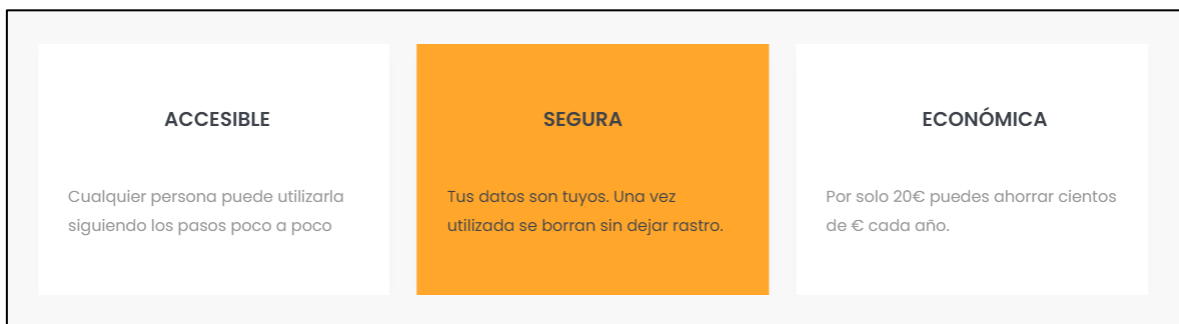 ACCESIBLE
Cualquier persona puede utilizarla
siguiendo los pasos poco a poco
SEGURA
Tus datos son tuyos. Una vez
utilizada se borran sin dejar rastro.
ECONÓMICA
Por solo 20€ puedes ahorrar cientos
de € cada año.